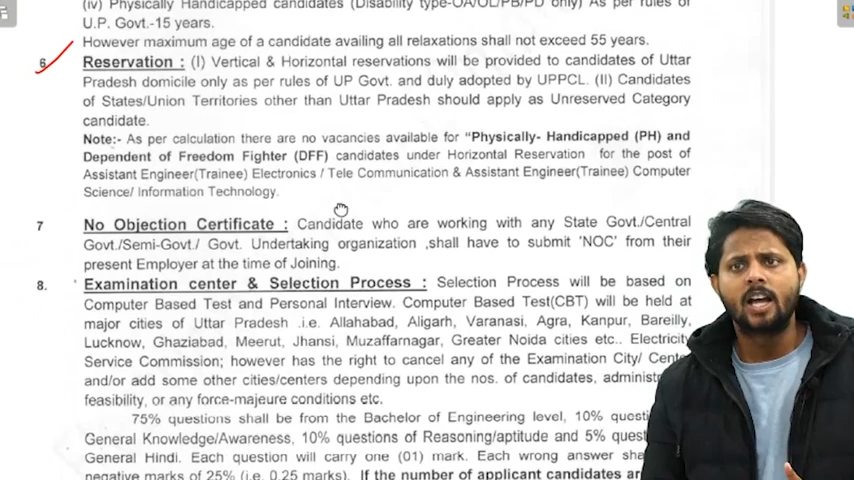 (iv) Physically Handicapped candidates (Disability type-OA/OL/PB/PD only) As per rules of
U.P. Govt.-15 years.
However maximum age of a candidate availing all relaxations shall not exceed 55 years.
6 Reservation : (I) Vertical & Horizontal reservations will be provided to candidates of Uttar
Pradesh domicile only as per rules of UP Govt. and duly adopted by UPPCL. (II) Candidates
of States/Union Territories other than Uttar Pradesh should apply as Unreserved Category
candidate.
Note:- As per calculation there are no vacancies available for "Physically- Handicapped (PH) and
Dependent of Freedom Fighter (DFF) candidates under Horizontal Reservation for the post of
Assistant Engineer(Trainee) Electronics / Tele Communication & Assistant Engineer(Trainee) Computer
Science/ Information Technology.
7 No Objection Certificate : Candidate who are working with any State Govt./Central
Govt./Semi-Govt./ Govt. Undertaking organization ,shall have to submit 'NOC' from their
present Employer at the time of Joining.
8. Examination center & Selection Process : Selection Process will be based on
Computer Based Test and Personal Interview. Computer Based Test(CBT) will be held at
major cities of Uttar Pradesh .i.e. Allahabad, Aligarh, Varanasi, Agra, Kanpur, Bareilly,
Lucknow, Ghaziabad, Meerut, Jhansi, Muzaffarnagar, Greater Noida cities etc.. Electricity
Service Commission; however has the right to cancel any of the Examination City/
and/or add some other cities/centers depending upon the nos. of candidates,
feasibility, or any force-majeure conditions etc.
75% questions shall be from the Bachelor of Engineering level, 10%
General Knowledge/Awareness, 10% questions of Reasoning/aptitude and 5%
General Hindi. Each question will carry one (01) mark. Each wrong answer
negative marks of 25% (i.e. 0.25 marks). If the number of applicant candidates